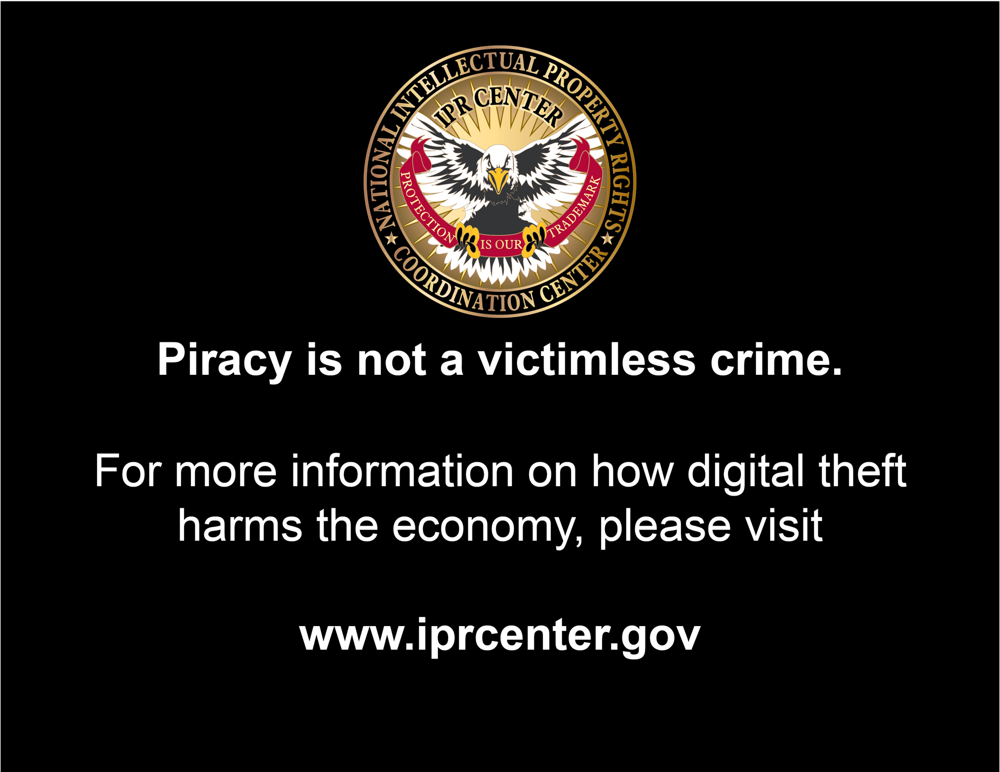 NATIONAL INTELLECTUAL PROPERTY RIGHTS
IPR CENTER
PROTECTION IS OUR TRADEMARK
COORDINATION CENTER
Piracy is not a victimless crime.
For more information on how digital theft
harms the economy, please visit
www.iprcenter.gov